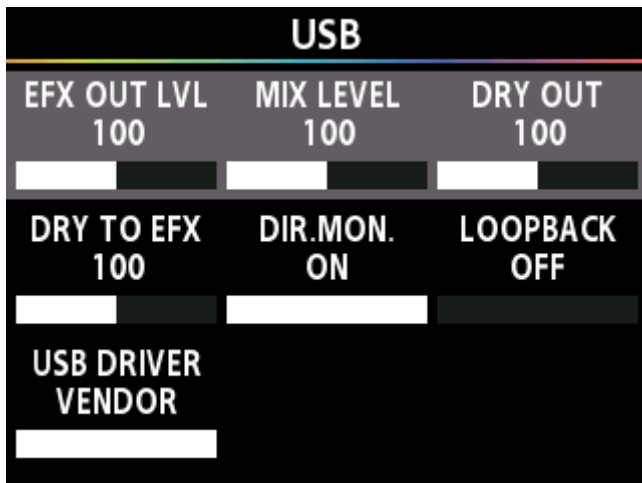 USB
EFX OUT LVL
100
MIX LEVEL
100
DRY OUT
100
DRY TO EFX
100
DIR.MON.
ON
LOOPBACK
OFF
USB DRIVER
VENDOR